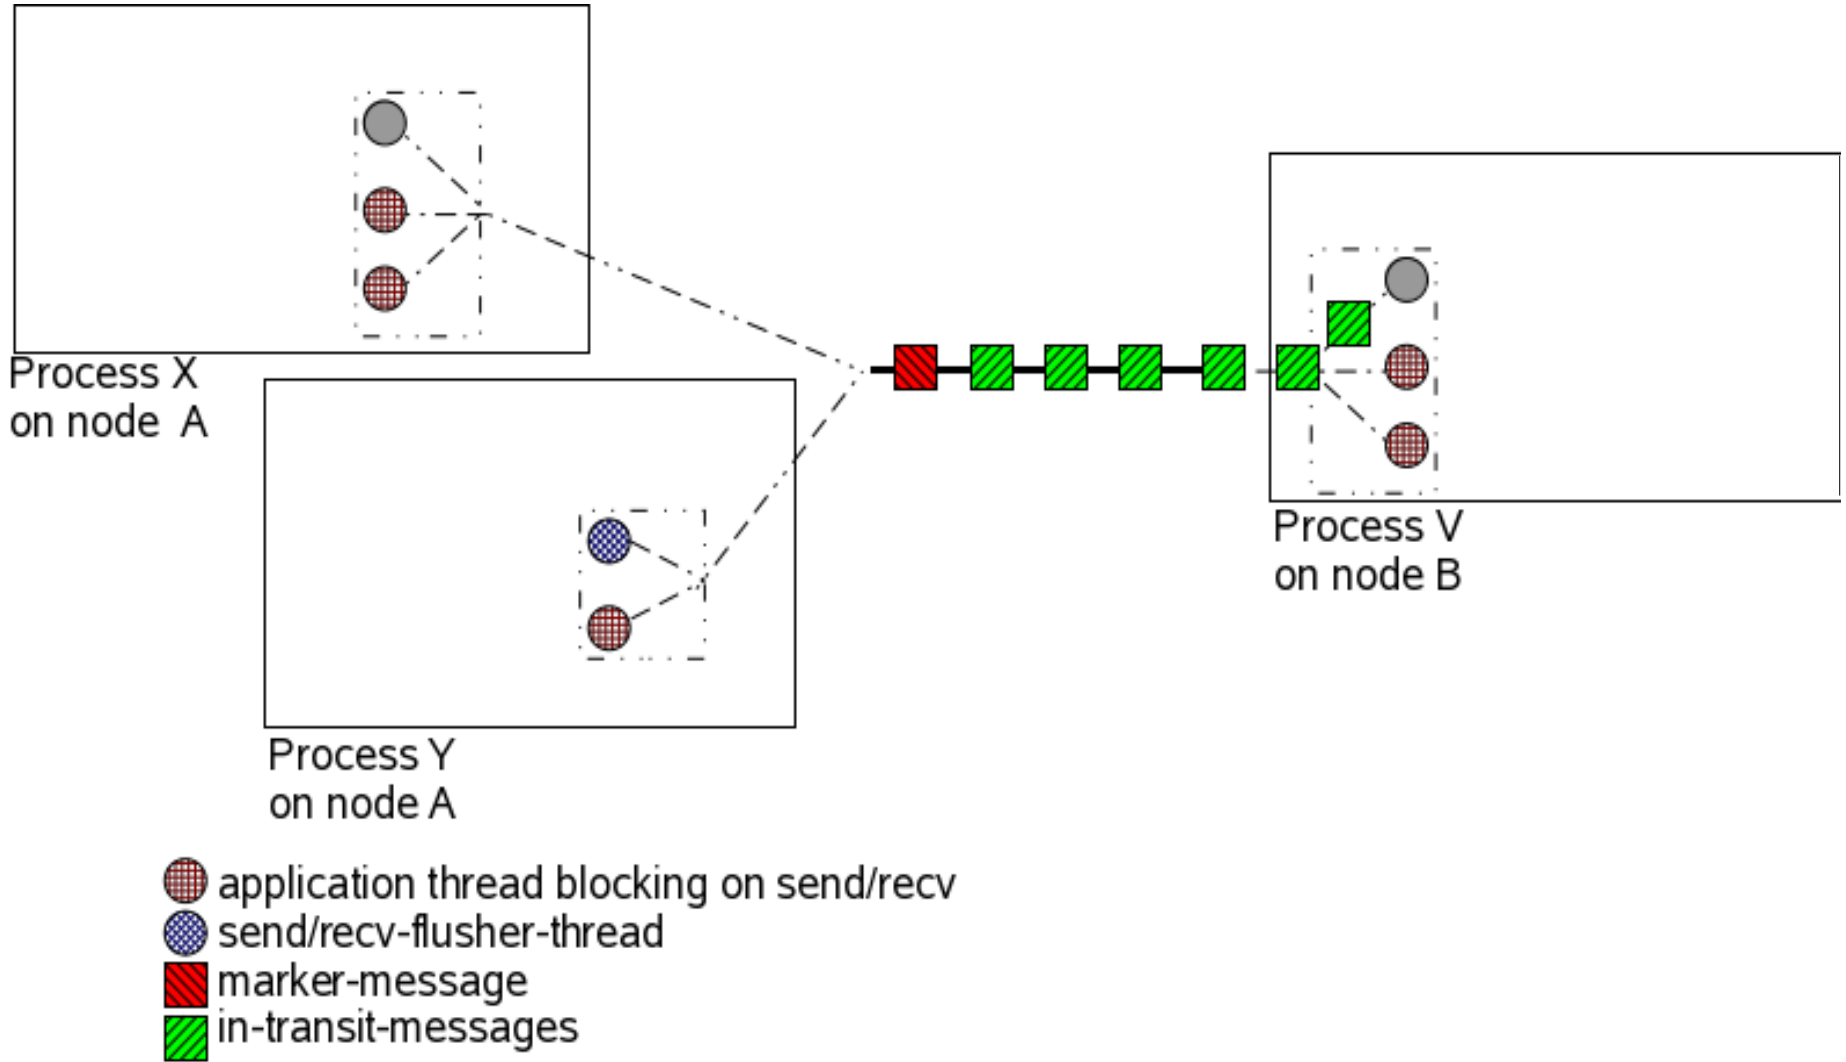 Process X
on node A
Process V
on node B
Process Y
on node A
application thread blocking on send/recv
send/recv-flusher-thread
marker-message
in-transit-messages